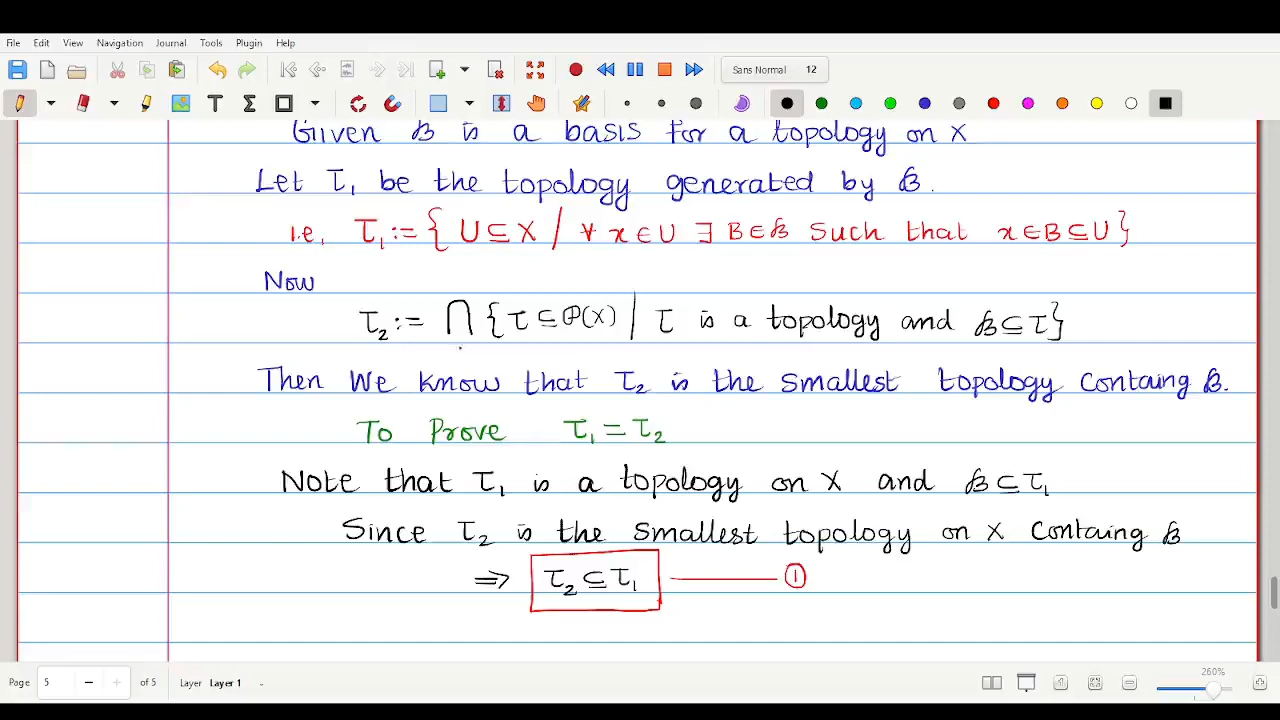 File Edit View Navigation Journal Tools Plugin Help
Sans Normal 12
Given ℬ is a basis for a topology on X
Let τ₁ be the topology generated by ℬ.
i.e, τ₁:= { U⊆X / ∀ x∈U ∃ B∈ℬ such that x∈B⊆U}
Now
τ₂:= ⋂ {τ⊆℘(X) | τ is a topology and ℬ⊆τ}
Then We know that τ₂ is the smallest topology Containg ℬ.
To Prove τ₁=τ₂
Note that τ₁ is a topology on X and ℬ⊆τ₁
Since τ₂ is the smallest topology on X Containg ℬ
⇒ τ₂⊆τ₁ ——— ①
Page 5 of 5 Layer Layer 1 260%